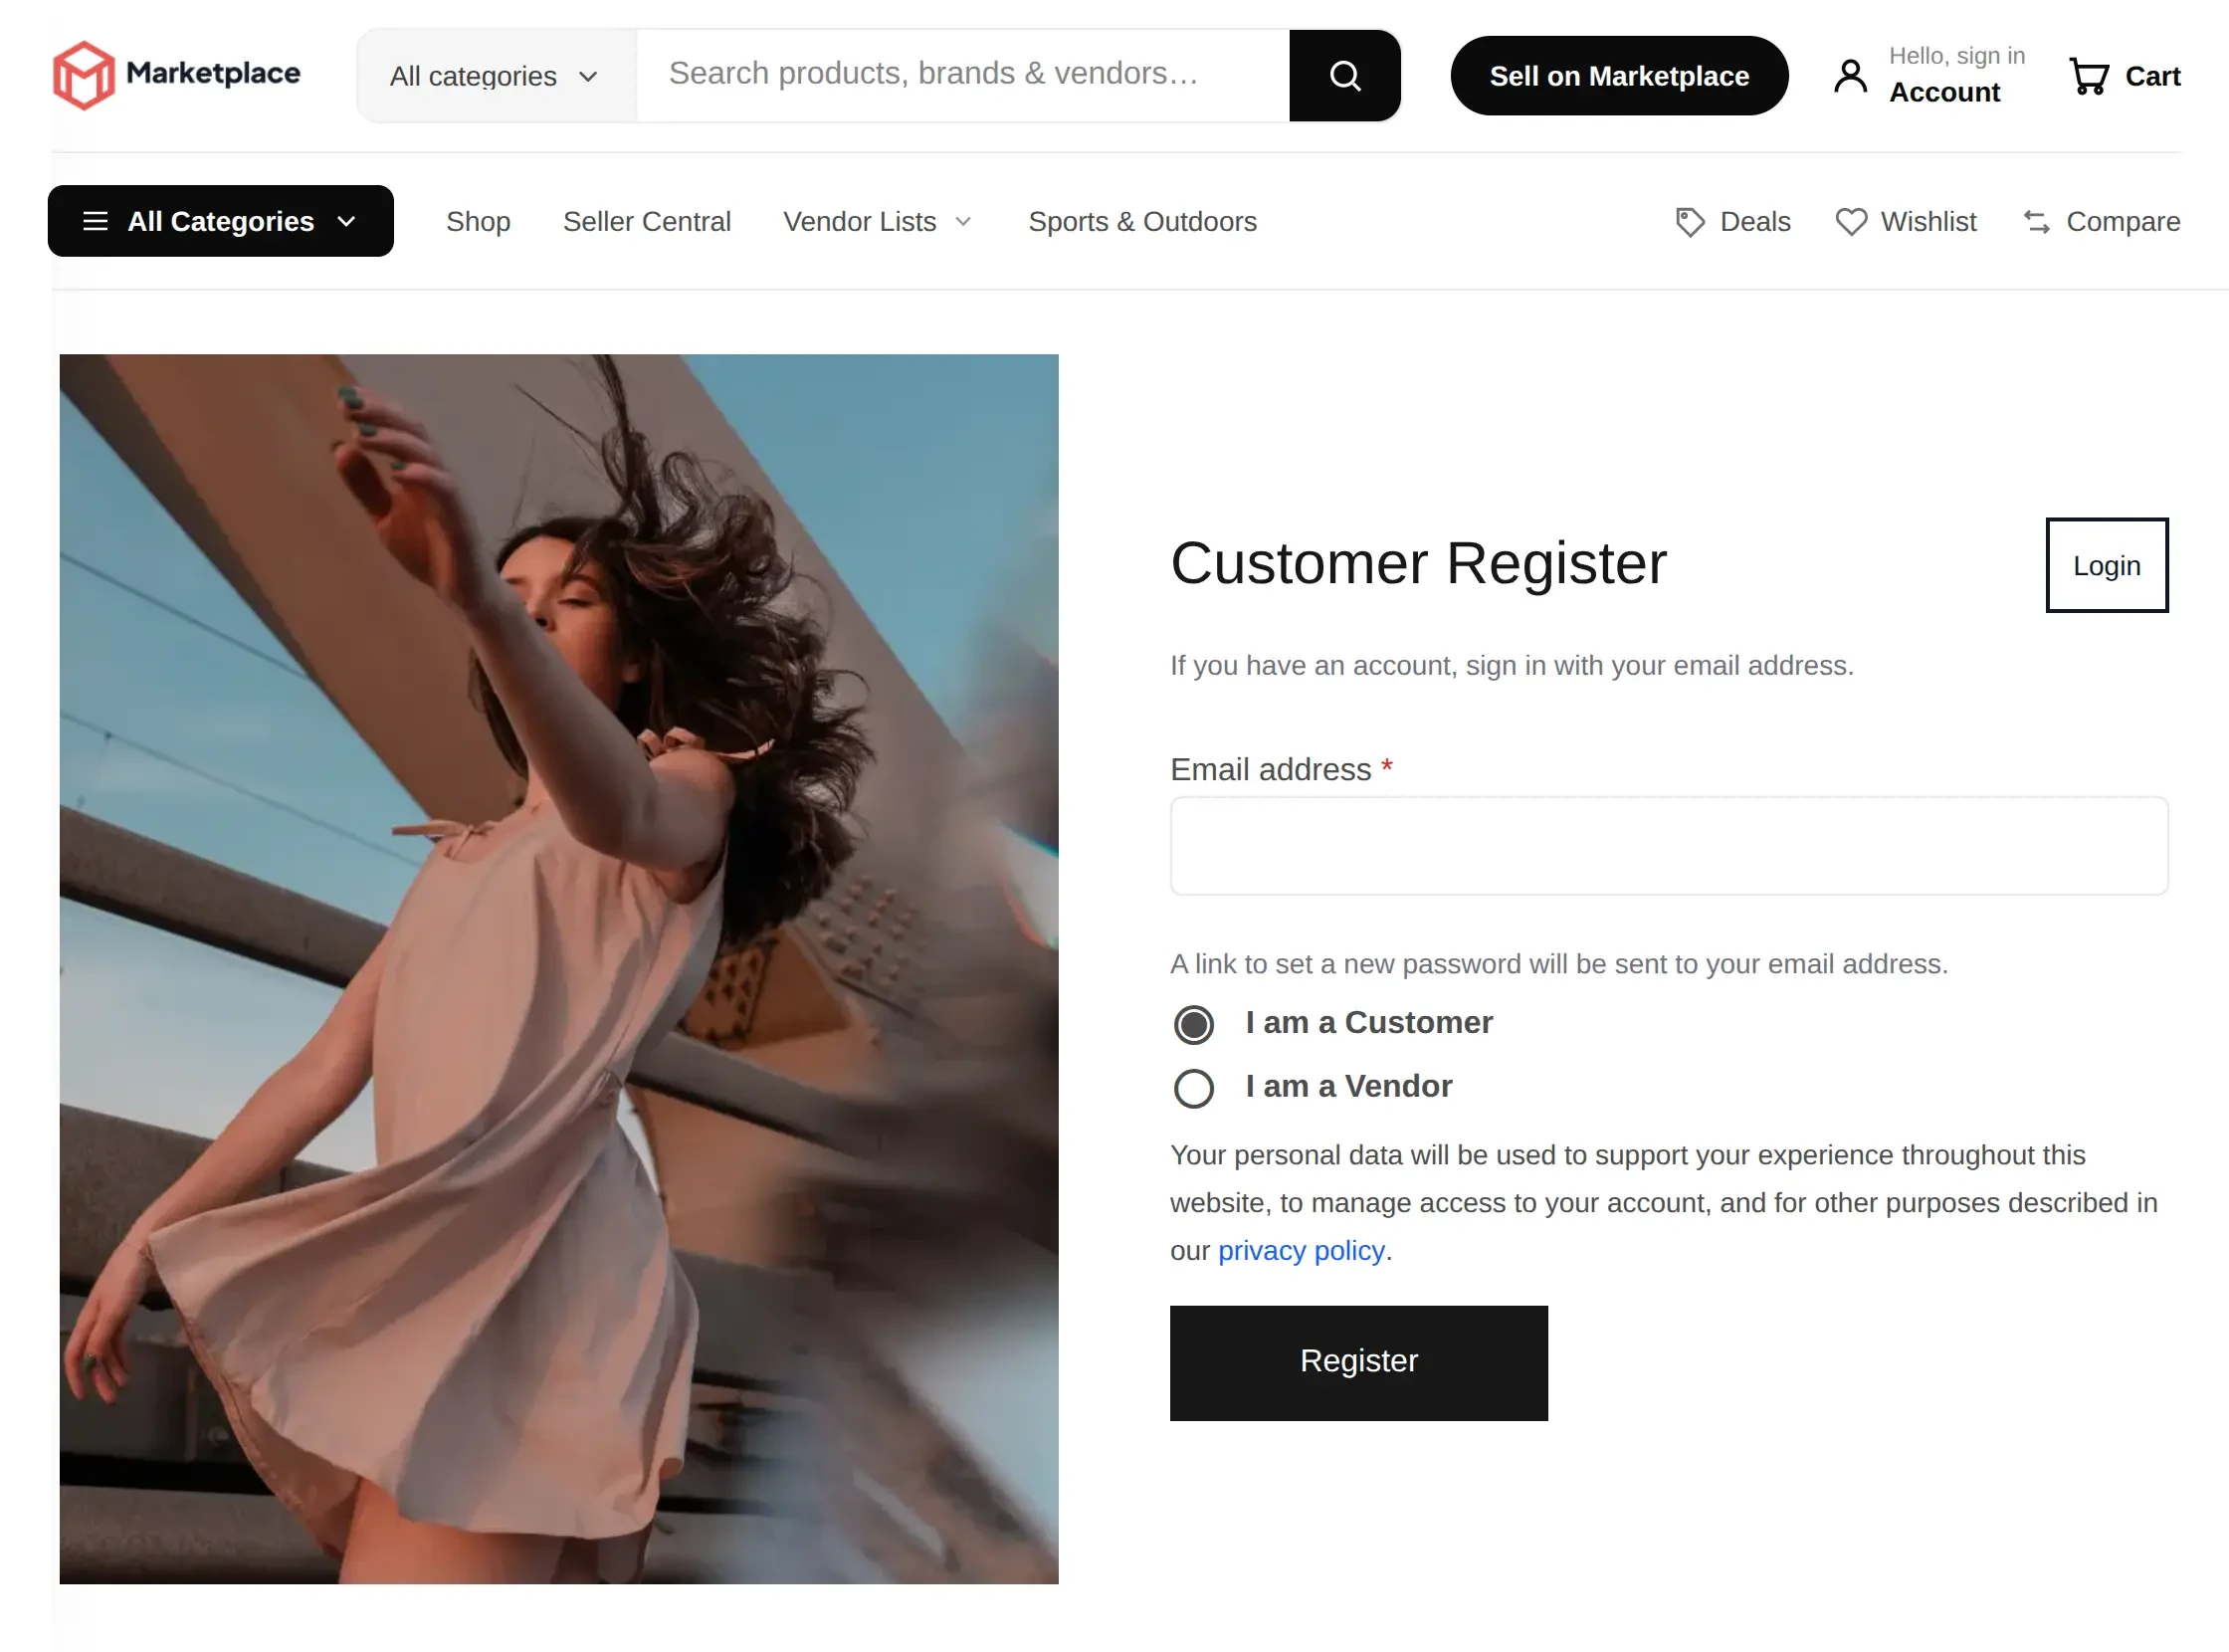 Marketplace
All categories
Search products, brands & vendors...
Sell on Marketplace
Hello, sign in
Account
Cart
All Categories
Shop
Seller Central
Vendor Lists
Sports & Outdoors
Deals
Wishlist
Compare
Customer Register
Login
If you have an account, sign in with your email address.
Email address *
A link to set a new password will be sent to your email address.
I am a Customer
I am a Vendor
Your personal data will be used to support your experience throughout this
website, to manage access to your account, and for other purposes described in
our privacy policy.
Register